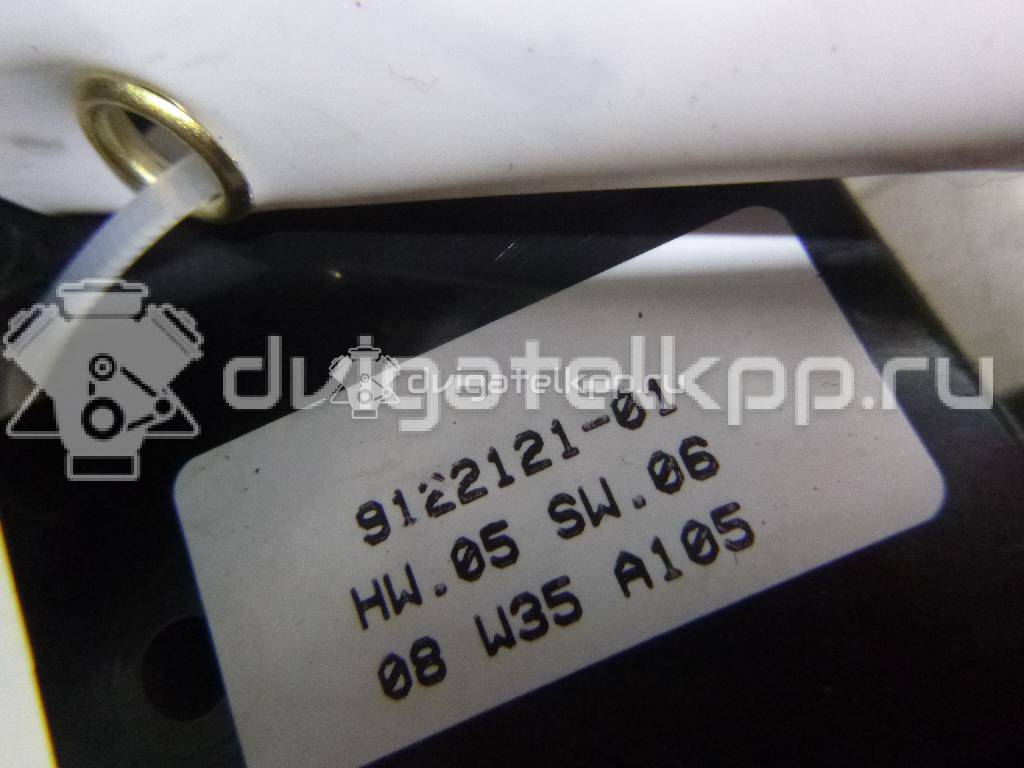 dvigatelkpp.ru
dvigatelkpp.ru
9122121-01
HW.05 SW.06
08 W35 A105